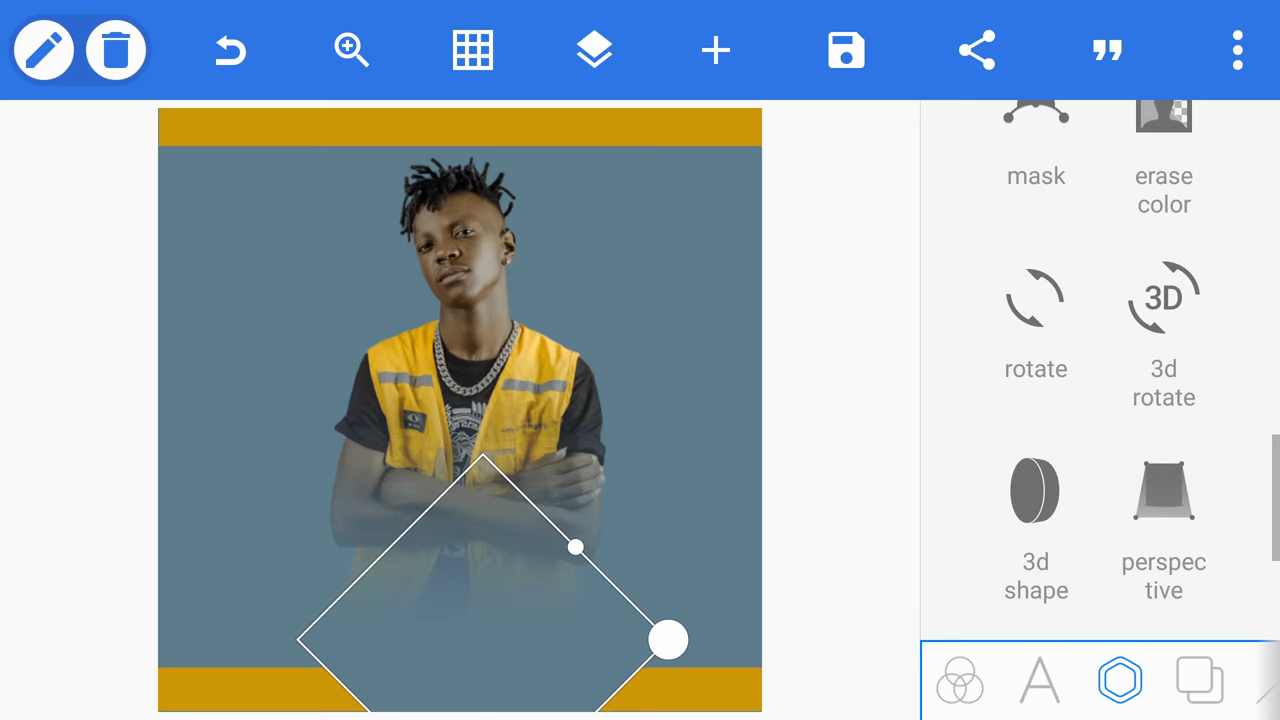 mask
erase
color
3D
rotate
3d
rotate
3d
shape
perspec
tive